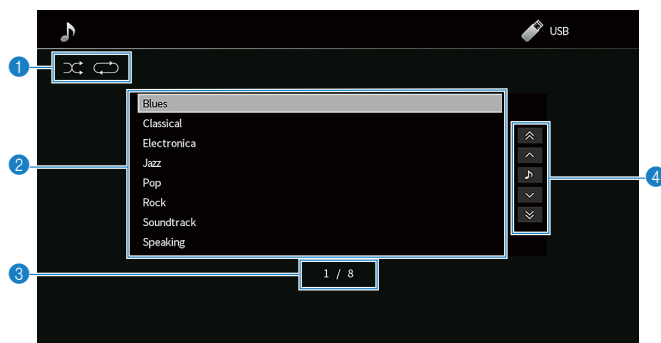 USB
1
2
Blues
Classical
Electronica
Jazz
Pop
Rock
Soundtrack
Speaking
4
3
1 / 8